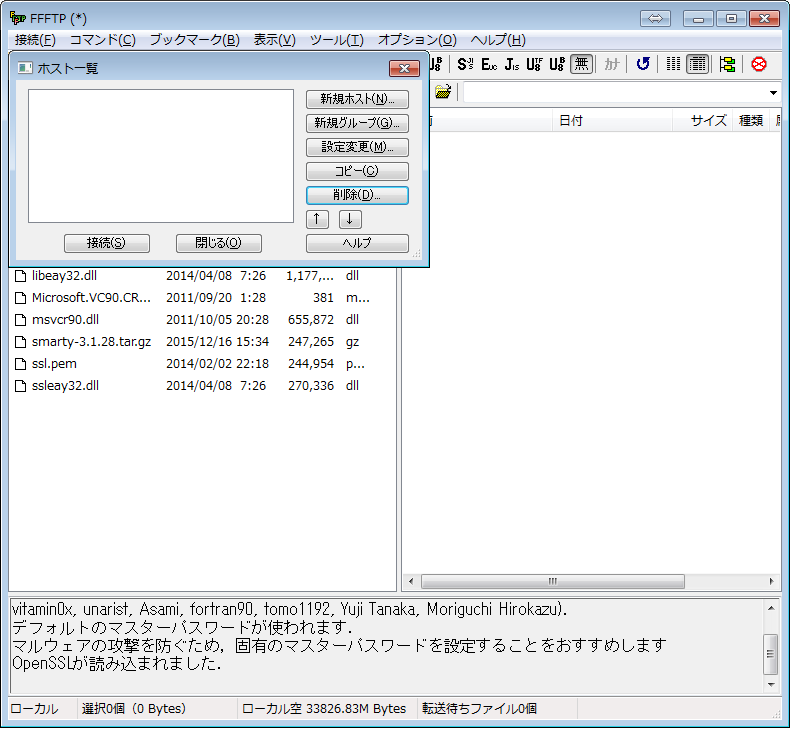 FFFTP (*)
接続(F) コマンド(C) ブックマーク(B) 表示(V) ツール(T) オプション(O) ヘルプ(H)
ホスト一覧
新規ホスト(N)...
新規グループ(G)...
設定変更(M)...
コピー(C)
削除(D)...
↑ ↓
接続(S) 閉じる(O) ヘルプ
無 カナ
日付 サイズ 種類
libeay32.dll 2014/04/08 7:26 1,177,... dll
Microsoft.VC90.CR... 2011/09/20 1:28 381 m...
msvcr90.dll 2011/10/05 20:28 655,872 dll
smarty-3.1.28.tar.gz 2015/12/16 15:34 247,265 gz
ssl.pem 2014/02/02 22:18 244,954 p...
ssleay32.dll 2014/04/08 7:26 270,336 dll
vitamin0x, unarist, Asami, fortran90, tomo1192, Yuji Tanaka, Moriguchi Hirokazu).
デフォルトのマスターパスワードが使われます.
マルウェアの攻撃を防ぐため，固有のマスターパスワードを設定することをおすすめします
OpenSSLが読み込まれました.
ローカル 選択0個（0 Bytes） ローカル空 33826.83M Bytes 転送待ちファイル0個